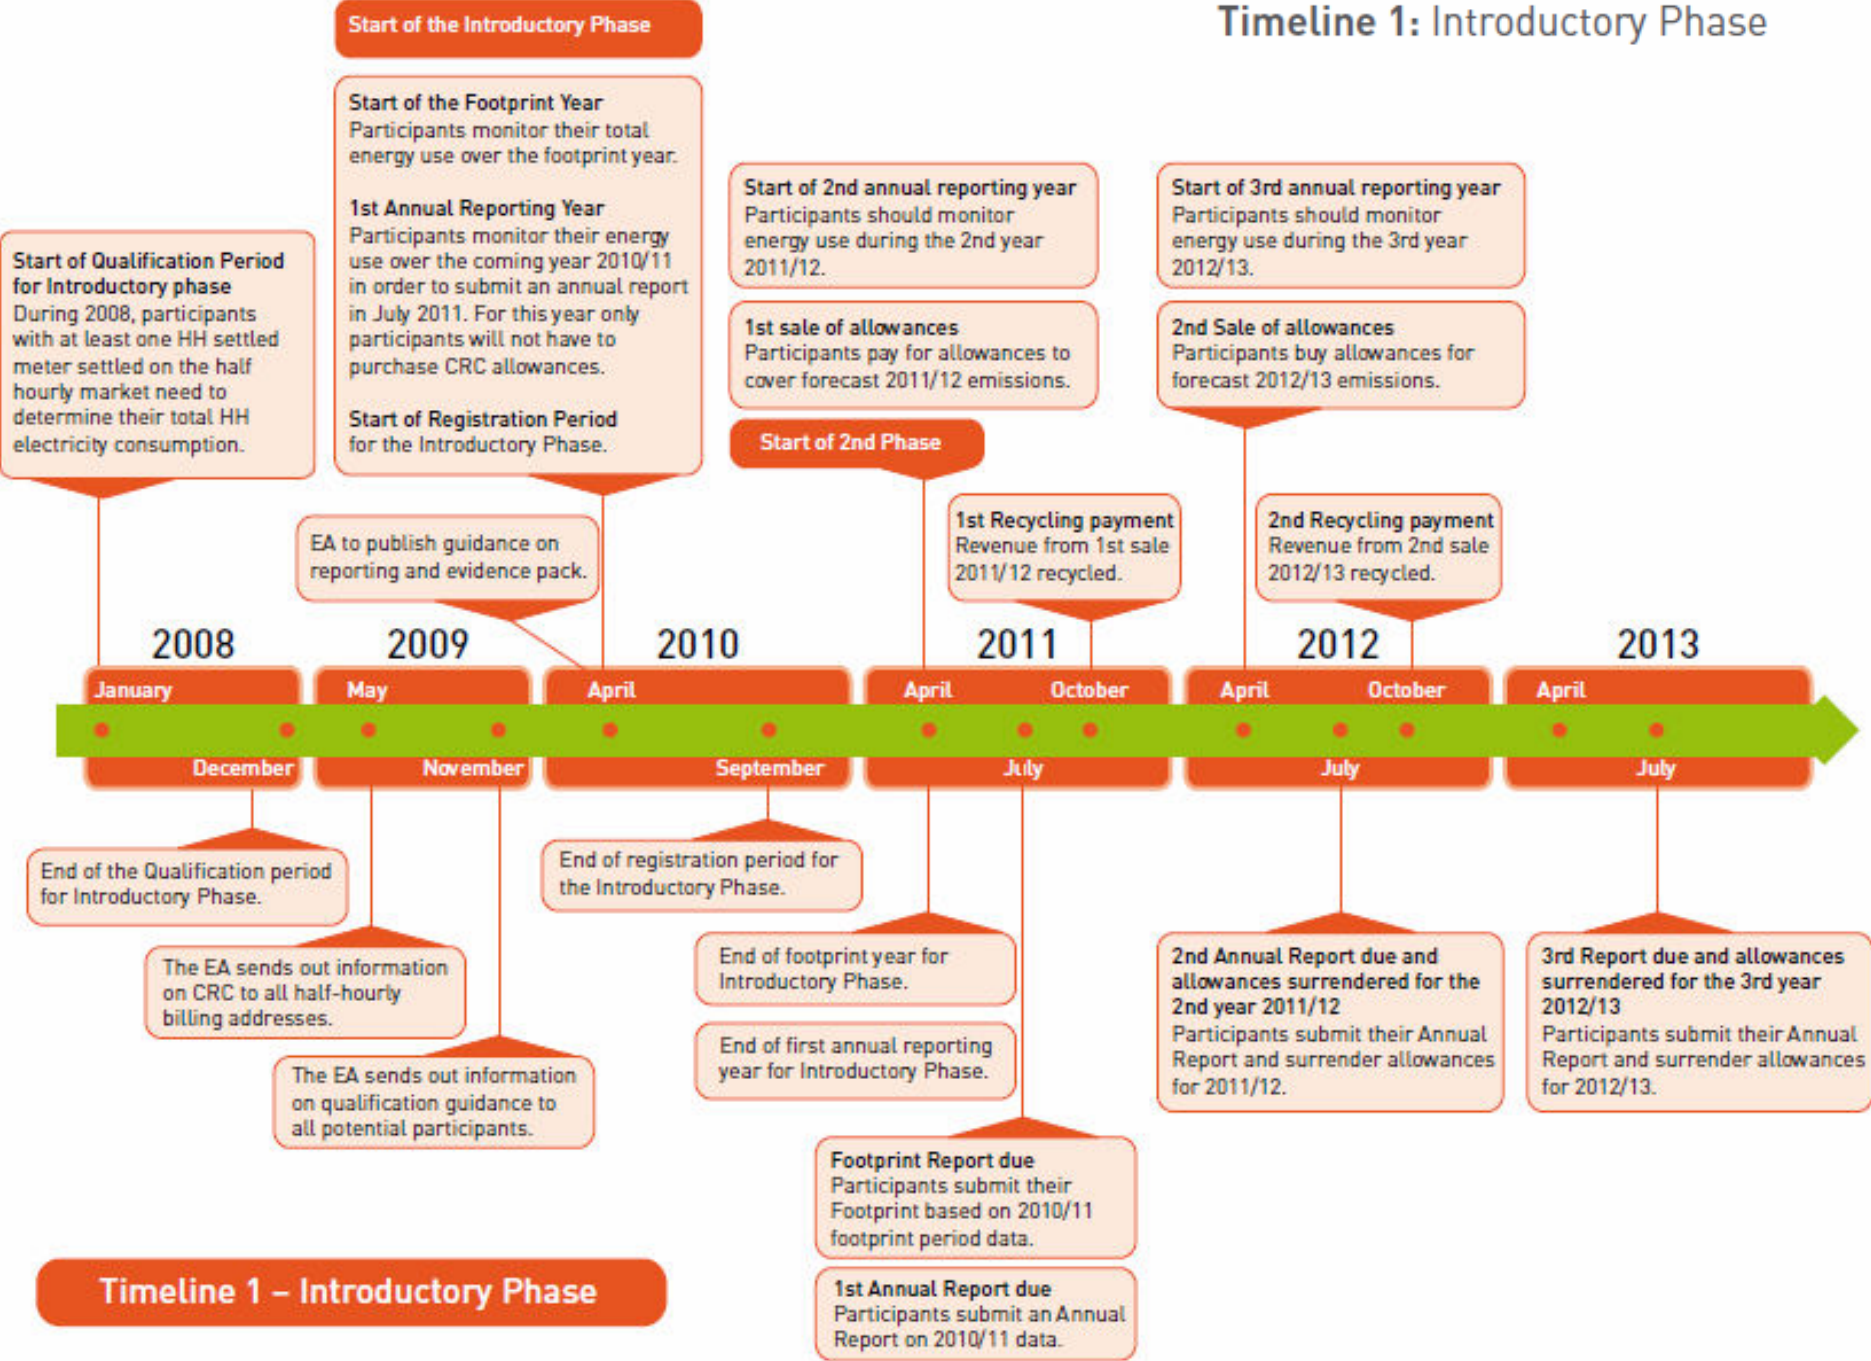 Timeline 1: Introductory Phase
Start of the Introductory Phase
Start of the Footprint Year
Participants monitor their total
energy use over the footprint year.
1st Annual Reporting Year
Participants monitor their energy
use over the coming year 2010/11
in order to submit an annual report
in July 2011. For this year only
participants will not have to
purchase CRC allowances.
Start of Registration Period
for the Introductory Phase.
Start of Qualification Period
for Introductory phase
During 2008, participants
with at least one HH settled
meter settled on the half
hourly market need to
determine their total HH
electricity consumption.
Start of 2nd annual reporting year
Participants should monitor
energy use during the 2nd year
2011/12.
1st sale of allowances
Participants pay for allowances to
cover forecast 2011/12 emissions.
Start of 2nd Phase
Start of 3rd annual reporting year
Participants should monitor
energy use during the 3rd year
2012/13.
2nd Sale of allowances
Participants buy allowances for
forecast 2012/13 emissions.
EA to publish guidance on
reporting and evidence pack.
1st Recycling payment
Revenue from 1st sale
2011/12 recycled.
2nd Recycling payment
Revenue from 2nd sale
2012/13 recycled.
2008
2009
2010
2011
2012
2013
January
May
April
April
October
April
October
April
December
November
September
July
July
July
End of the Qualification period
for Introductory Phase.
The EA sends out information
on CRC to all half-hourly
billing addresses.
The EA sends out information
on qualification guidance to
all potential participants.
End of registration period for
the Introductory Phase.
End of footprint year for
Introductory Phase.
End of first annual reporting
year for Introductory Phase.
Footprint Report due
Participants submit their
Footprint based on 2010/11
footprint period data.
1st Annual Report due
Participants submit an Annual
Report on 2010/11 data.
2nd Annual Report due and
allowances surrendered for the
2nd year 2011/12
Participants submit their Annual
Report and surrender allowances
for 2011/12.
3rd Report due and allowances
surrendered for the 3rd year
2012/13
Participants submit their Annual
Report and surrender allowances
for 2012/13.
Timeline 1 – Introductory Phase